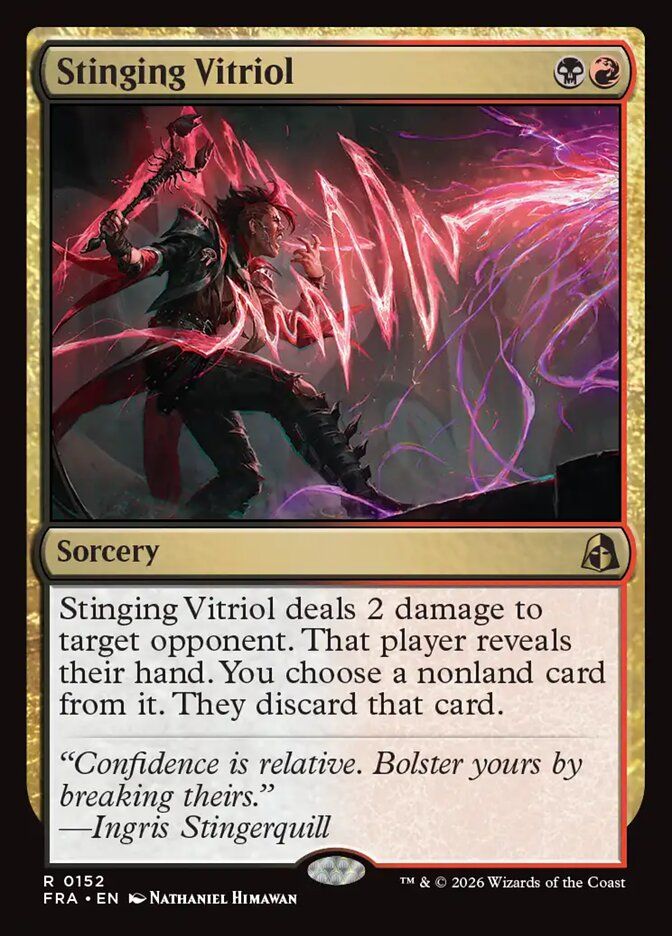 Stinging Vitriol
Sorcery
Stinging Vitriol deals 2 damage to
target opponent. That player reveals
their hand. You choose a nonland card
from it. They discard that card.
“Confidence is relative. Bolster yours by
breaking theirs.”
—Ingris Stingerquill
R 0152
FRA • EN Nathaniel Himawan
™ & © 2026 Wizards of the Coast